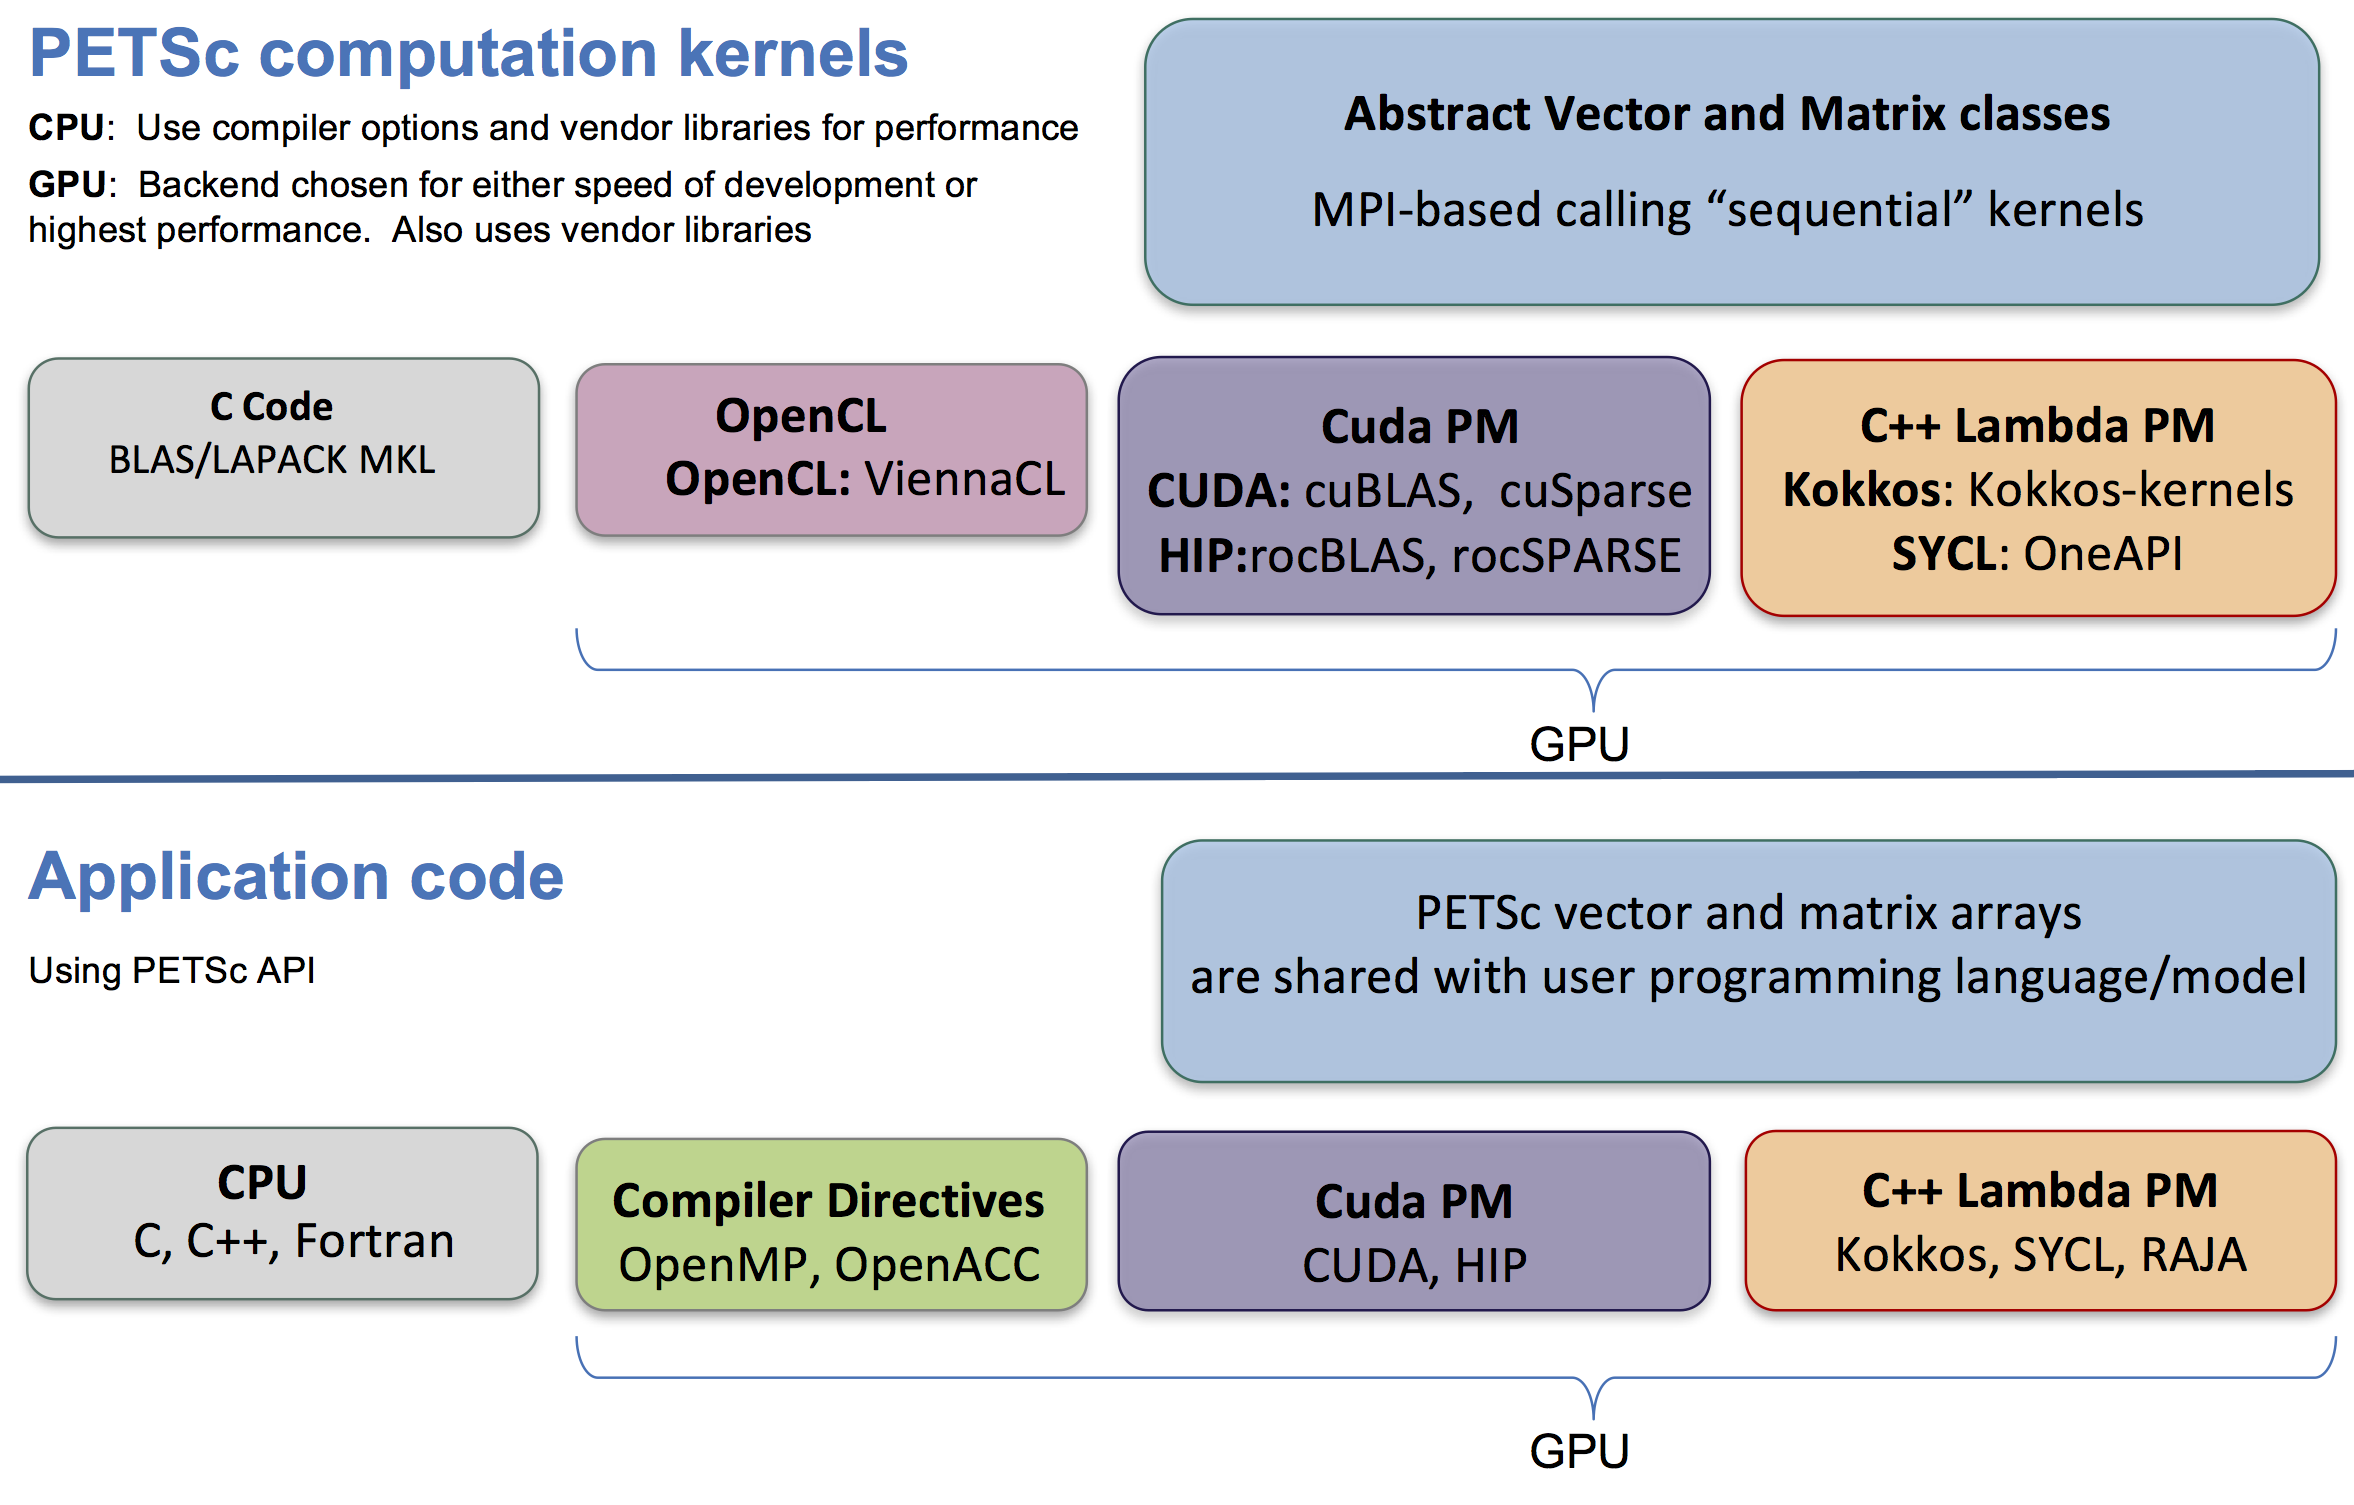 PETSc computation kernels
CPU:  Use compiler options and vendor libraries for performance
GPU:  Backend chosen for either speed of development or
highest performance.  Also uses vendor libraries
Abstract Vector and Matrix classes
MPI-based calling “sequential” kernels
C Code
BLAS/LAPACK MKL
OpenCL
OpenCL: ViennaCL
Cuda PM
CUDA: cuBLAS,  cuSparse
HIP:rocBLAS, rocSPARSE
C++ Lambda PM
Kokkos: Kokkos-kernels
SYCL: OneAPI
GPU
Application code
Using PETSc API
PETSc vector and matrix arrays
are shared with user programming language/model
CPU
C, C++, Fortran
Compiler Directives
OpenMP, OpenACC
Cuda PM
CUDA, HIP
C++ Lambda PM
Kokkos, SYCL, RAJA
GPU